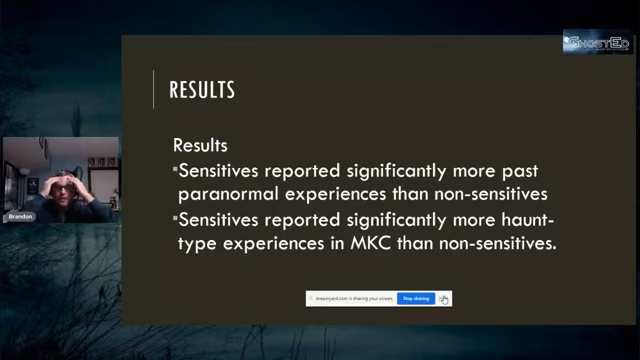 GHOSTED
RESULTS
Results
▪Sensitives reported significantly more past
paranormal experiences than non-sensitives
▪Sensitives reported significantly more haunt-
type experiences in MKC than non-sensitives.
Brandon
streamyard.com is sharing your screen.
Stop sharing